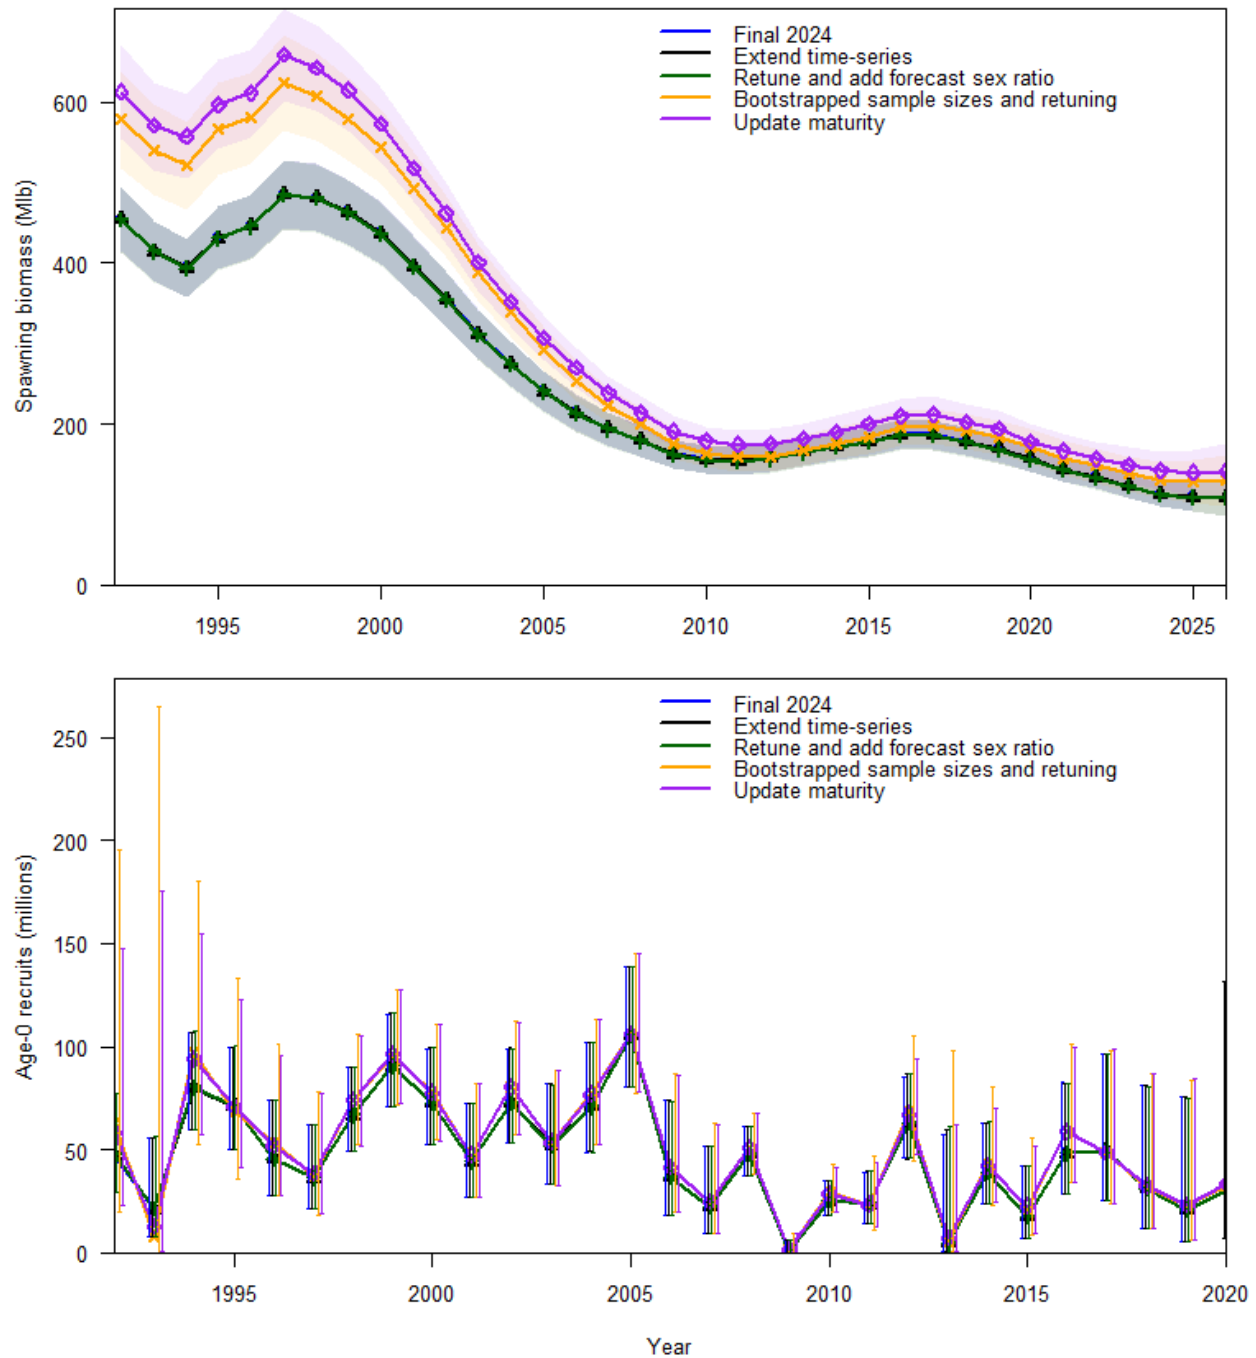 Final 2024
Extend time-series
Retune and add forecast sex ratio
Bootstrapped sample sizes and retuning
Update maturity
Spawning biomass (Mlb)
600
400
200
0
1995 2000 2005 2010 2015 2020 2025
Final 2024
Extend time-series
Retune and add forecast sex ratio
Bootstrapped sample sizes and retuning
Update maturity
Age-0 recruits (millions)
250
200
150
100
50
0
1995 2000 2005 2010 2015 2020
Year